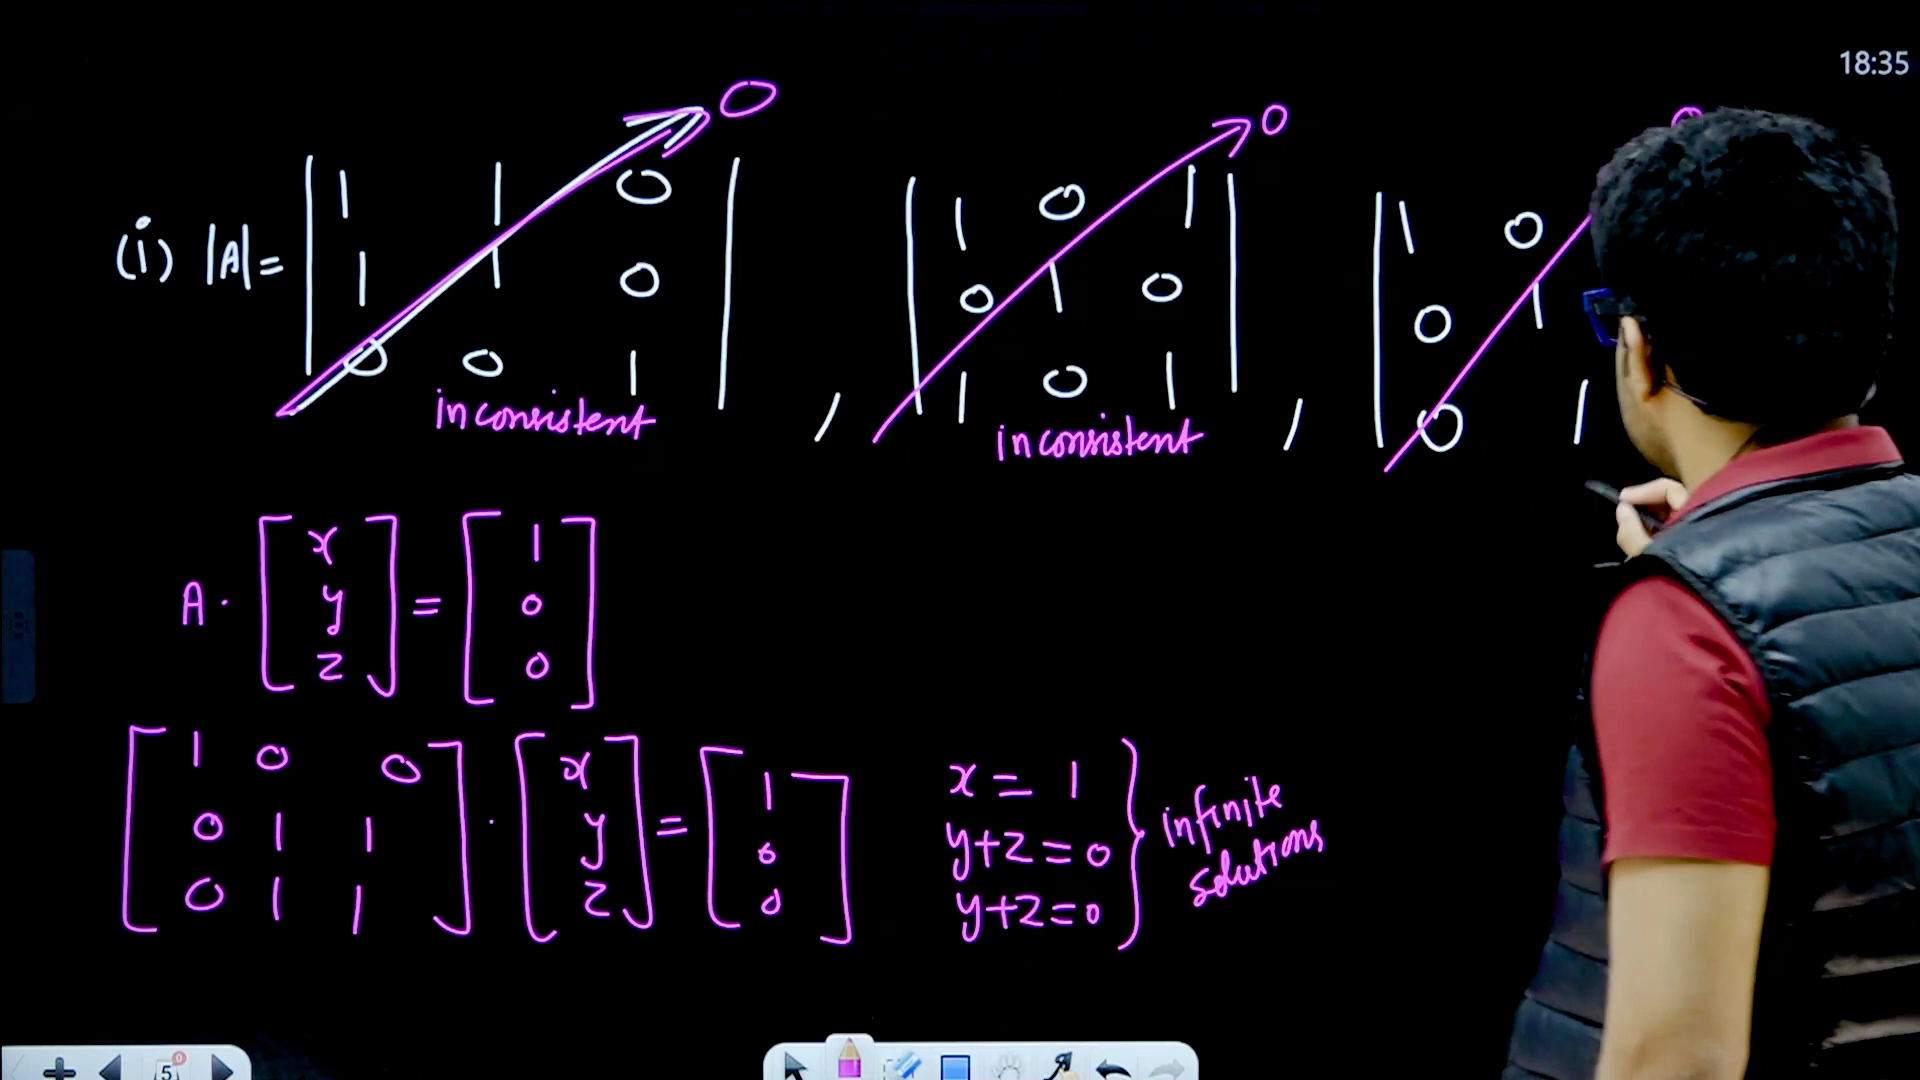 18:35
0 0
(i) |A| = | 1 1 0 | | 1 0 1 | | 1 0
1 1 0 0 1 0 0 1
0 0 1 , 1 0 1 , 0 1
inconsistent inconsistent
A · [ x y z ] = [ 1 0 0 ]
[ 1 0 0 ] [ x ] [ 1 ] x = 1
[ 0 1 1 ] · [ y ] = [ 0 ] y+z=0 } infinite
[ 0 1 1 ] [ z ] [ 0 ] y+z=0 solutions
5 0